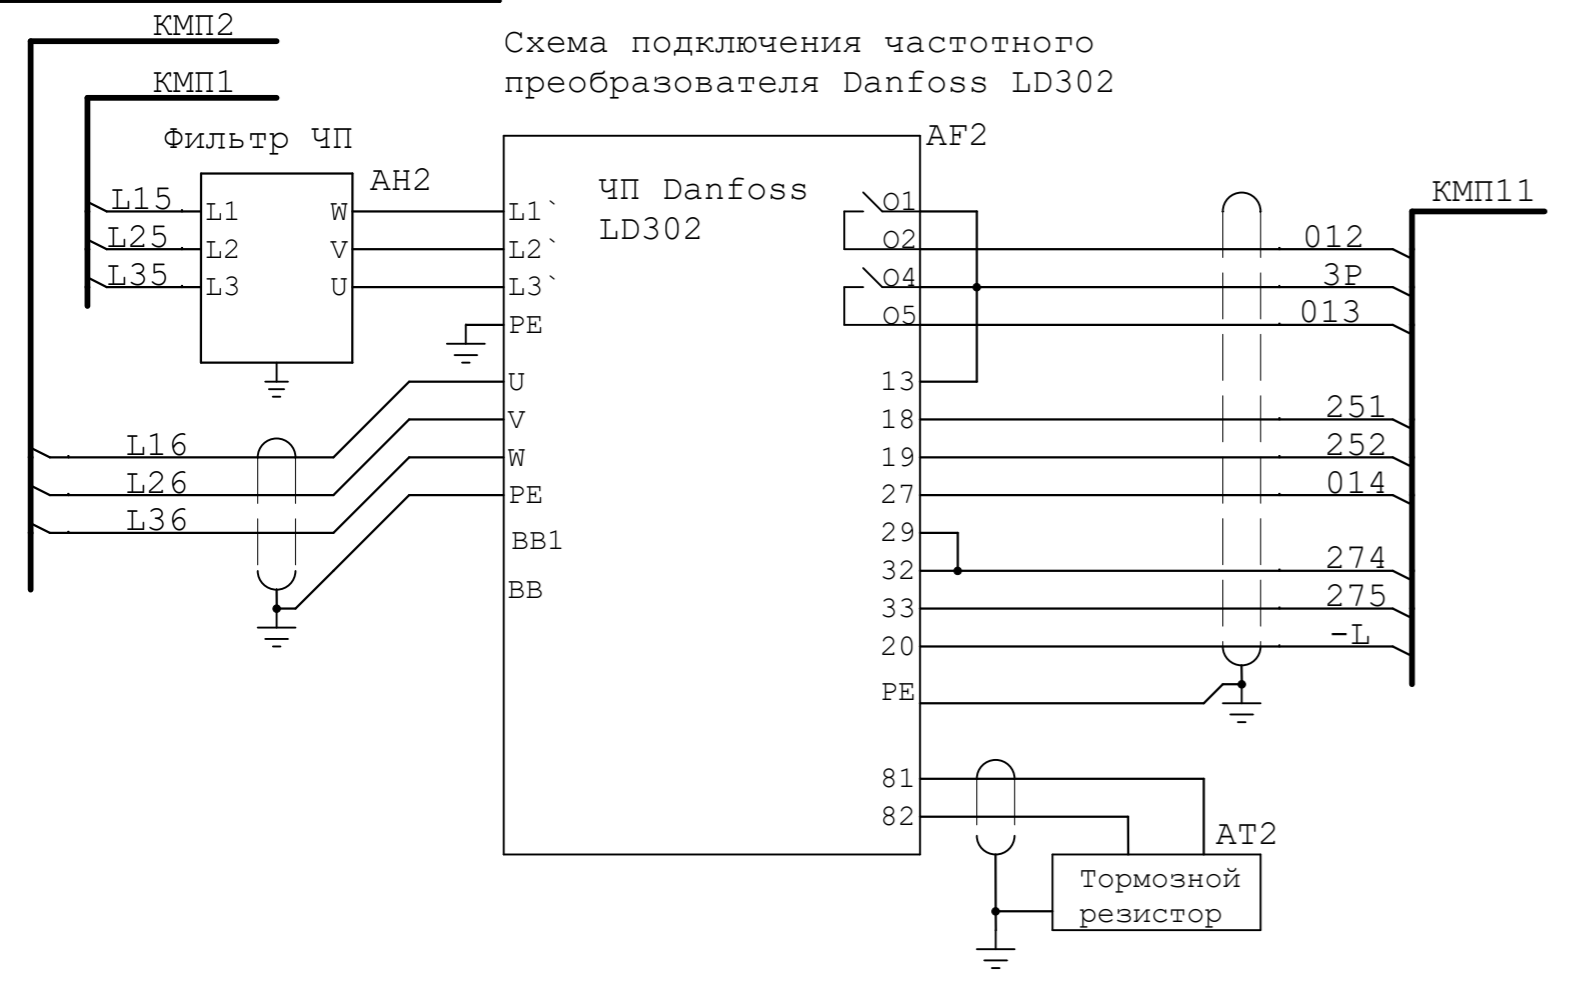 КМП2
Схема подключения частотного
преобразователя Danfoss LD302
КМП1
Фильтр ЧП
AF2
AH2
ЧП Danfoss
LD302
КМП11
L15
L1
W
L1`
O1
L25
L2
V
L2`
O2
012
L35
L3
U
L3`
O4
3P
PE
O5
013
U
13
V
18
251
L16
W
19
252
L26
PE
27
014
L36
BB1
29
32
274
BB
33
275
20
-L
PE
81
82
AT2
Тормозной
резистор